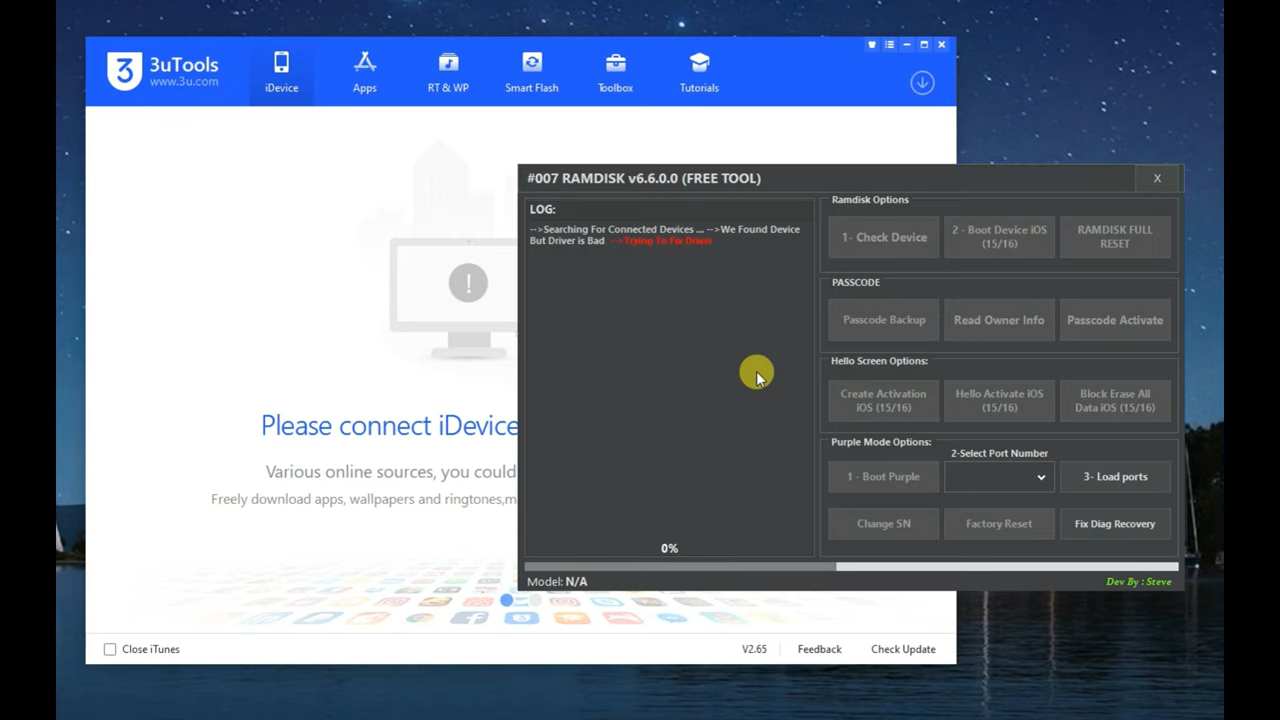 3
3uTools
www.3u.com
iDevice
Apps
RT & WP
Smart Flash
Toolbox
Tutorials
Please connect iDevice
Various online sources, you could
Freely download apps, wallpapers and ringtones,m
Close iTunes
V2.65
Feedback
Check Update
#007 RAMDISK v6.6.0.0 (FREE TOOL)
X
LOG:
-->Searching For Connected Devices ... -->We Found Device
But Driver is Bad -->Trying To Fix Driver
0%
Model: N/A
Ramdisk Options
1- Check Device
2 - Boot Device iOS
(15/16)
RAMDISK FULL
RESET
PASSCODE
Passcode Backup
Read Owner Info
Passcode Activate
Hello Screen Options:
Create Activation
iOS (15/16)
Hello Activate iOS
(15/16)
Block Erase All
Data iOS (15/16)
Purple Mode Options:
2-Select Port Number
1 - Boot Purple
3- Load ports
Change SN
Factory Reset
Fix Diag Recovery
Dev By : Steve